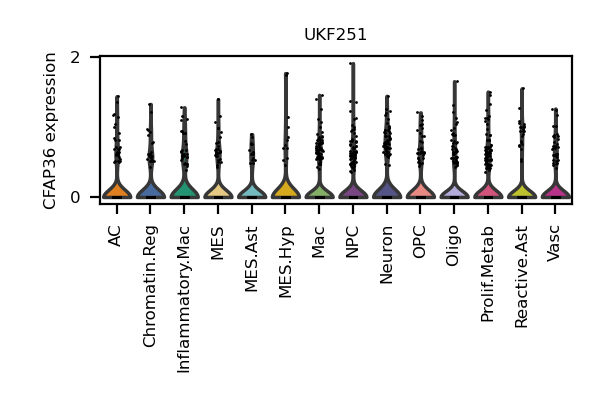 UKF251
CFAP36 expression
2
0
AC
Chromatin.Reg
Inflammatory.Mac
MES
MES.Ast
MES.Hyp
Mac
NPC
Neuron
OPC
Oligo
Prolif.Metab
Reactive.Ast
Vasc